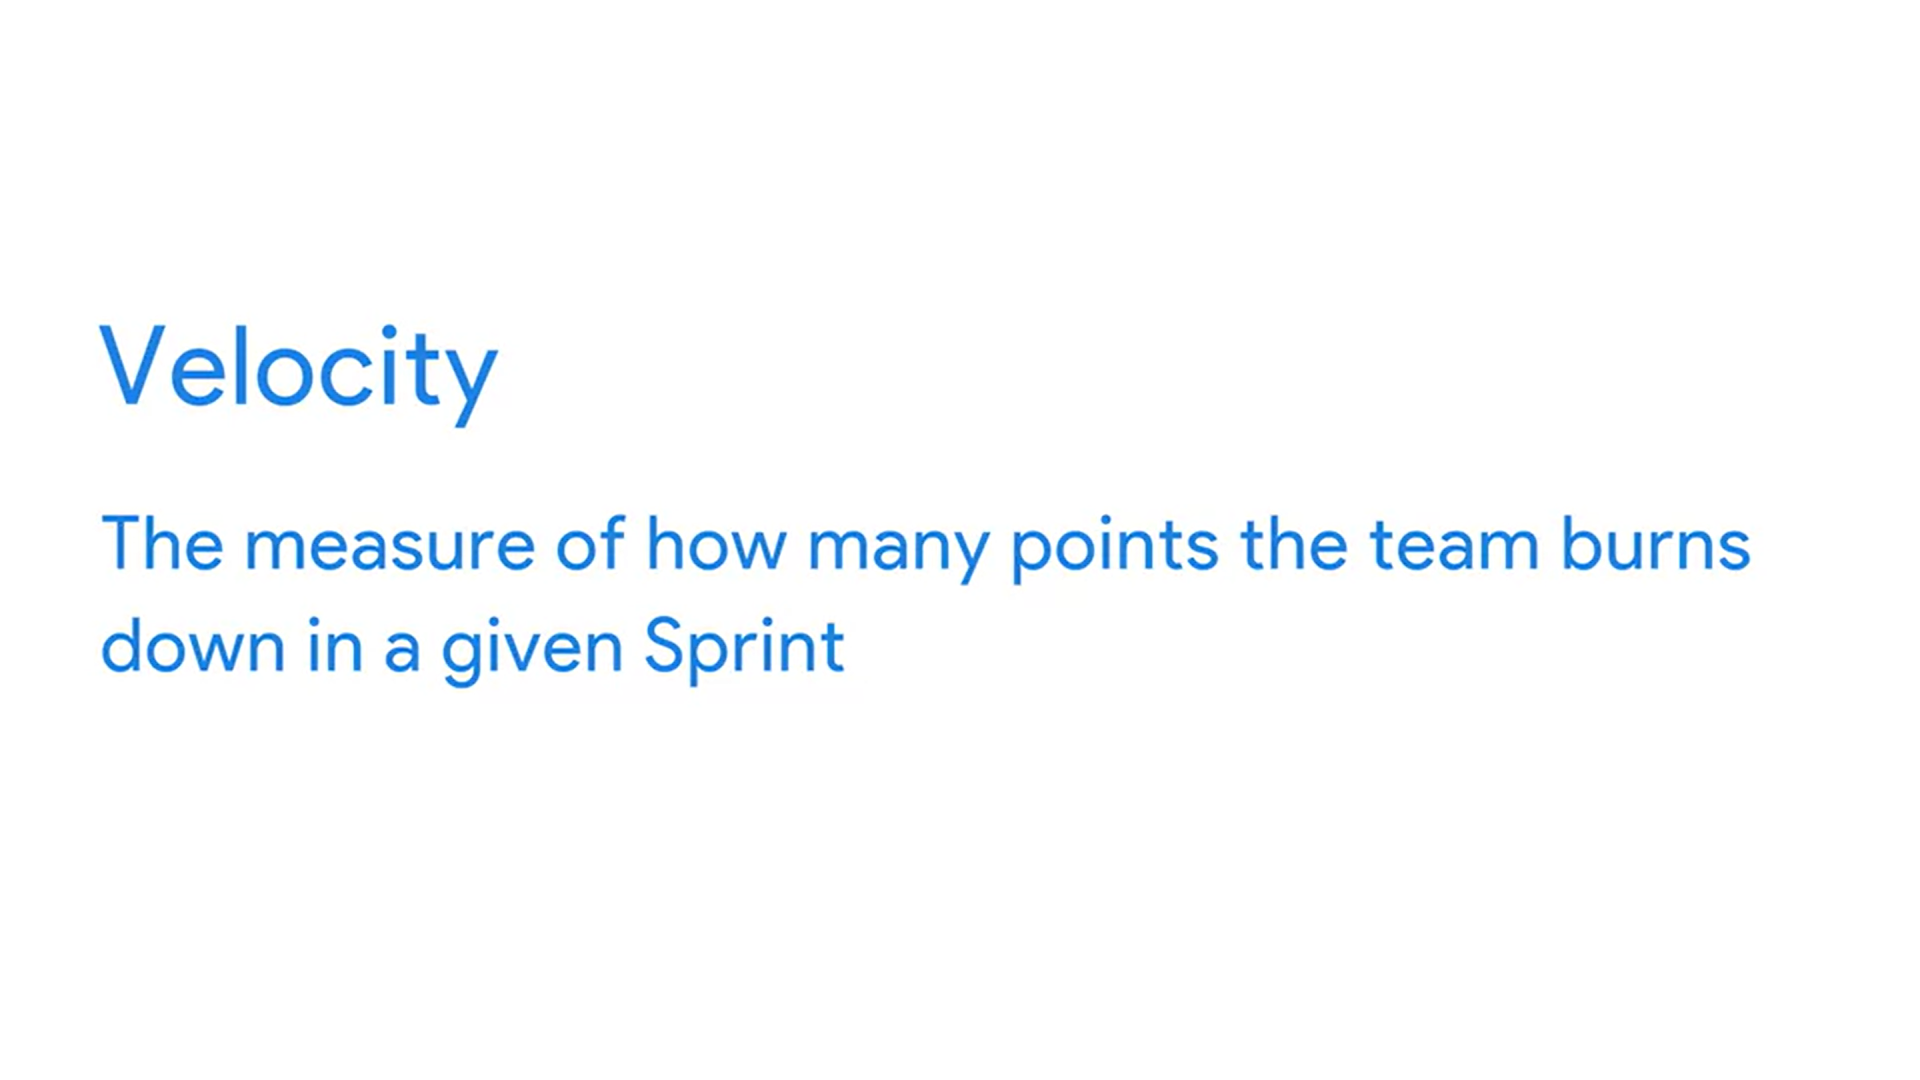 Velocity
The measure of how many points the team burns
down in a given Sprint